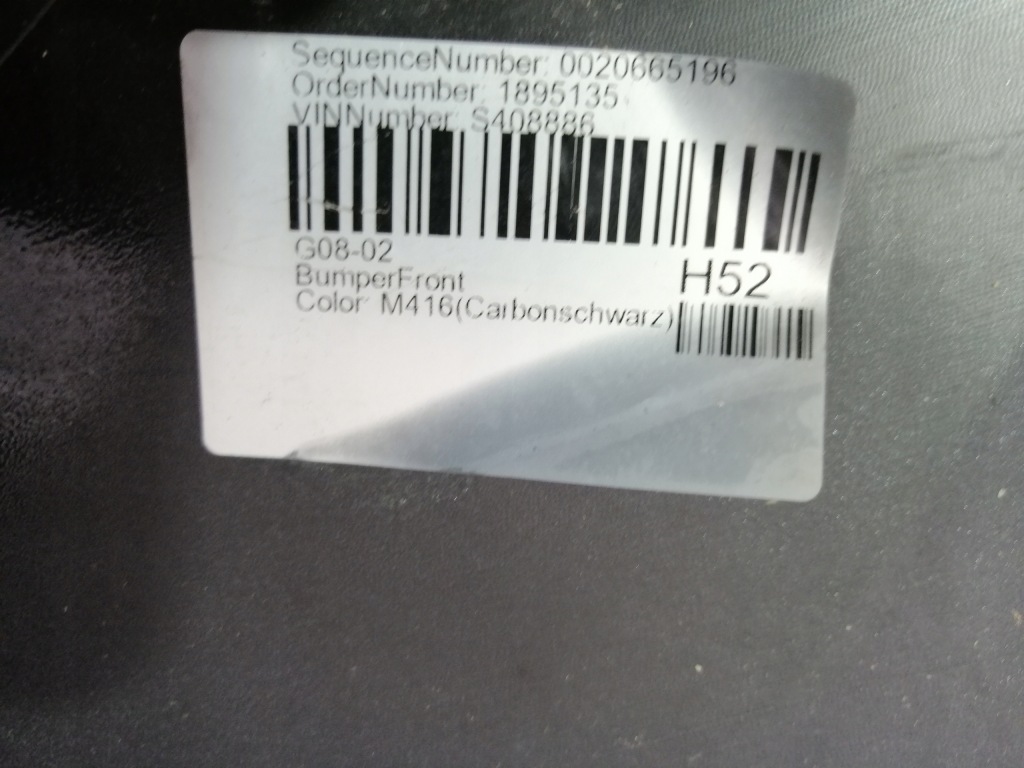 SequenceNumber: 0020665196
OrderNumber: 1895135
VINNumber: S408886
G08-02
BumperFront
H52
Color: M416(Carbonschwarz)